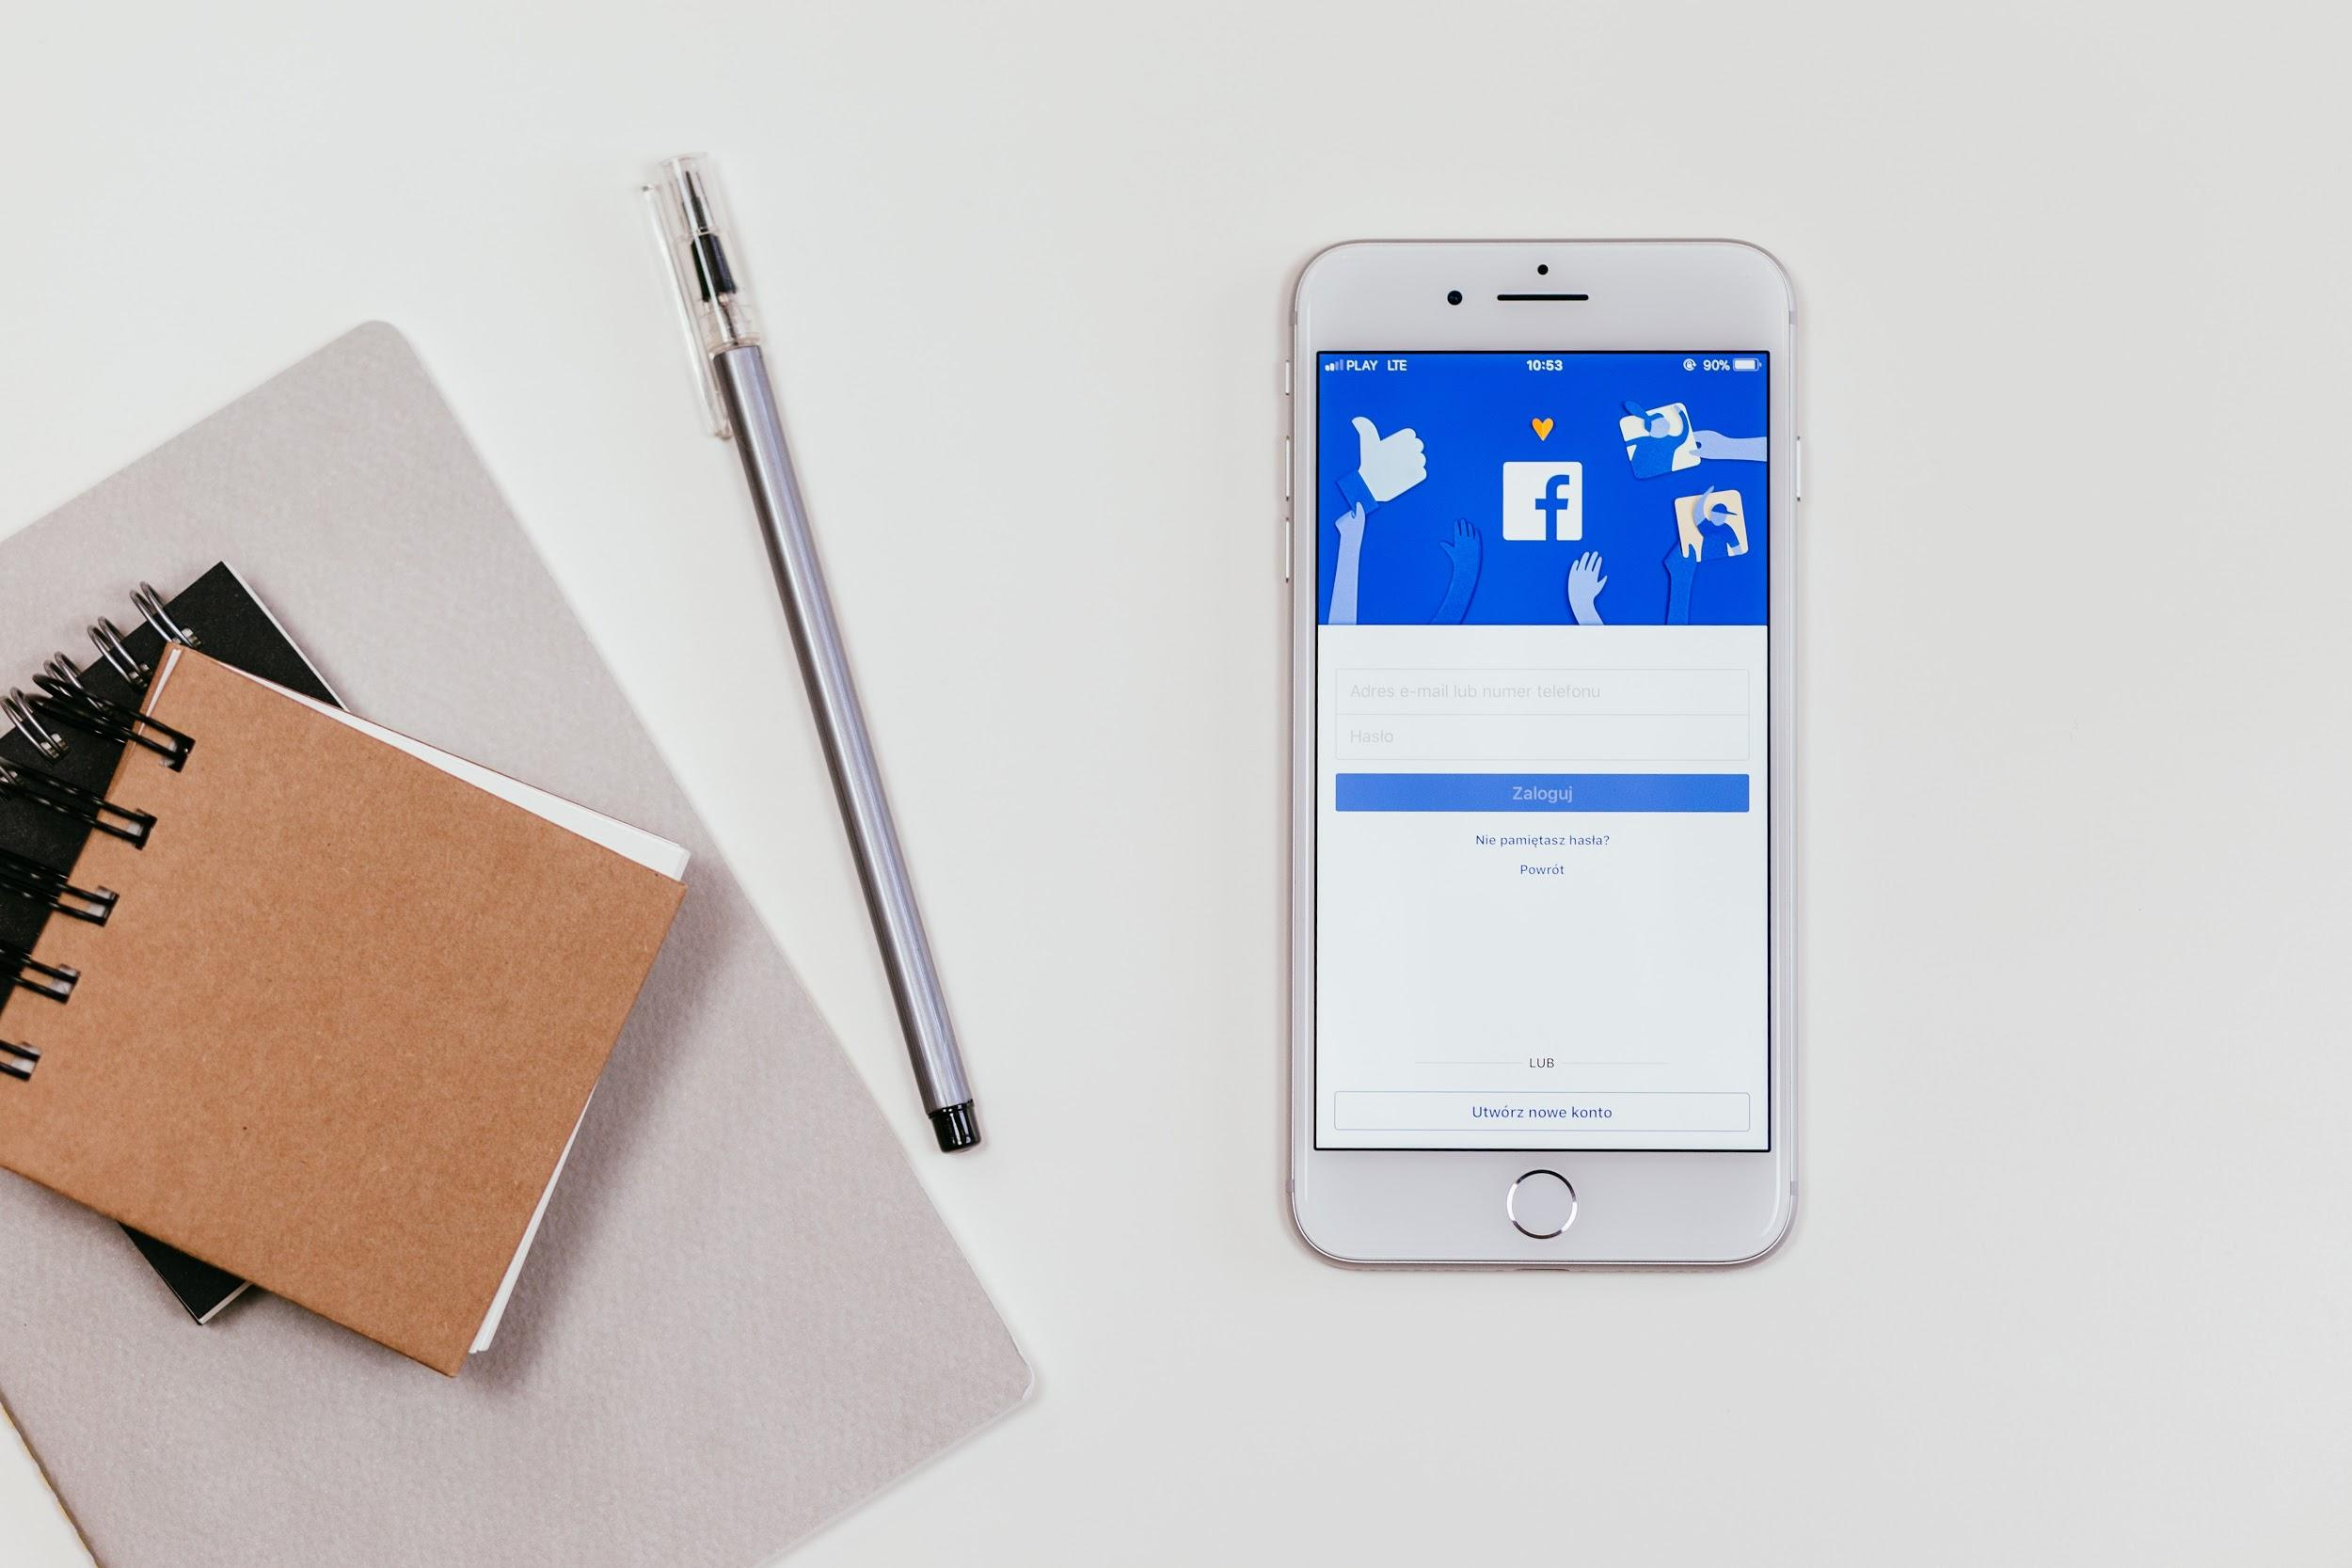 PLAY LTE 10:53 90%
f
Adres e-mail lub numer telefonu
Hasło
Zaloguj
Nie pamiętasz hasła?
Powrót
LUB
Utwórz nowe konto